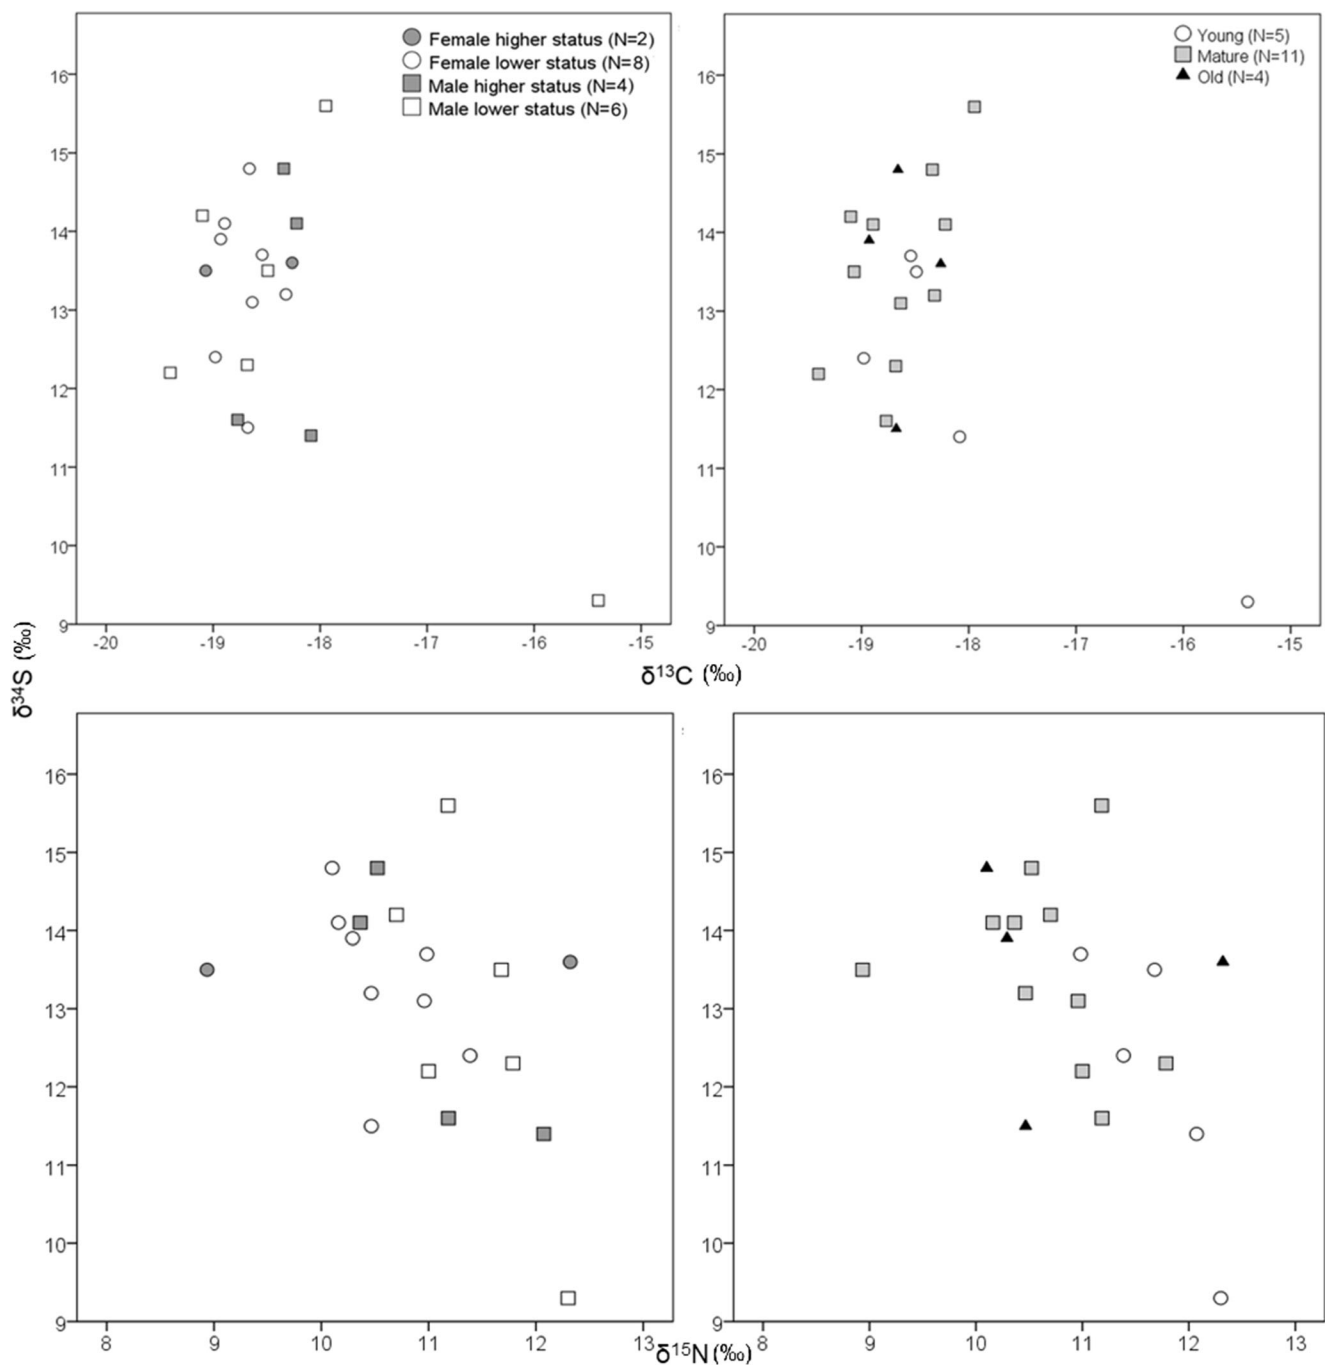 Female higher status (N=2)
Female lower status (N=8)
Male higher status (N=4)
Male lower status (N=6)
16
15
14
13
12
11
10
9
-20 -19 -18 -17 -16 -15
Young (N=5)
Mature (N=11)
Old (N=4)
16
15
14
13
12
11
10
9
-20 -19 -18 -17 -16 -15
δ¹³C (‰)
δ³⁴S (‰)
16
15
14
13
12
11
10
9
8 9 10 11 12 13
16
15
14
13
12
11
10
9
8 9 10 11 12 13
δ¹⁵N (‰)